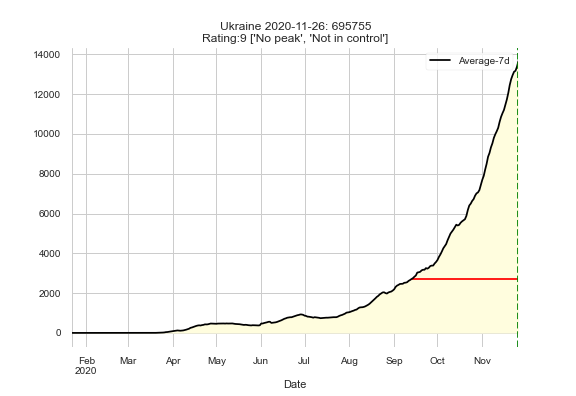 Ukraine 2020-11-26: 695755
Rating:9 ['No peak', 'Not in control']
Average-7d
14000
12000
10000
8000
6000
4000
2000
0
Feb Mar Apr May Jun Jul Aug Sep Oct Nov
2020
Date